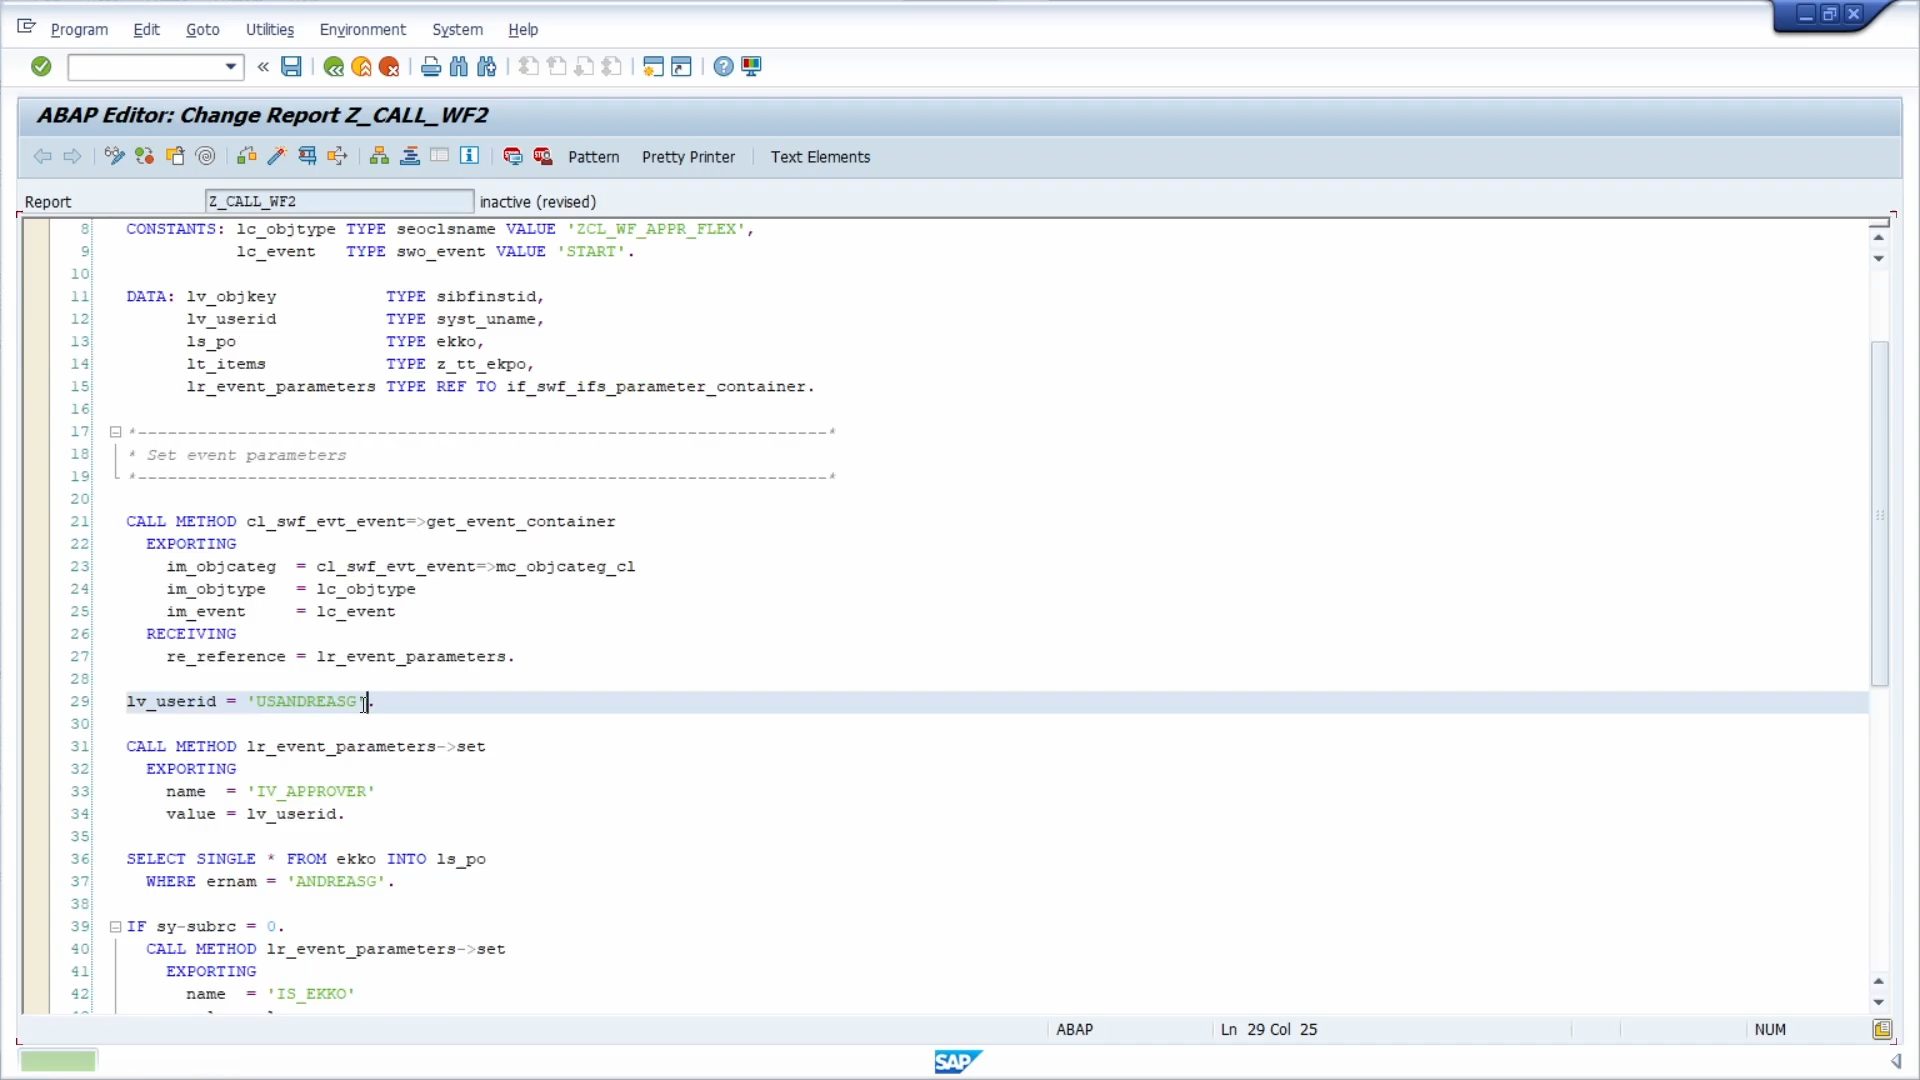 Program Edit Goto Utilities Environment System Help
ABAP Editor: Change Report Z_CALL_WF2
Pattern Pretty Printer Text Elements
Report Z_CALL_WF2 inactive (revised)
8 CONSTANTS: lc_objtype TYPE seoclsname VALUE 'ZCL_WF_APPR_FLEX',
9 lc_event TYPE swo_event VALUE 'START'.
10
11 DATA: lv_objkey TYPE sibfinstid,
12 lv_userid TYPE syst_uname,
13 ls_po TYPE ekko,
14 lt_items TYPE z_tt_ekpo,
15 lr_event_parameters TYPE REF TO if_swf_ifs_parameter_container.
16
17 *---------------------------------------------------------------------*
18 * Set event parameters
19 *---------------------------------------------------------------------*
20
21 CALL METHOD cl_swf_evt_event=>get_event_container
22 EXPORTING
23 im_objcateg = cl_swf_evt_event=>mc_objcateg_cl
24 im_objtype = lc_objtype
25 im_event = lc_event
26 RECEIVING
27 re_reference = lr_event_parameters.
28
29 lv_userid = 'USANDREASG'.
30
31 CALL METHOD lr_event_parameters->set
32 EXPORTING
33 name = 'IV_APPROVER'
34 value = lv_userid.
35
36 SELECT SINGLE * FROM ekko INTO ls_po
37 WHERE ernam = 'ANDREASG'.
38
39 IF sy-subrc = 0.
40 CALL METHOD lr_event_parameters->set
41 EXPORTING
42 name = 'IS_EKKO'
ABAP Ln 29 Col 25 NUM
SAP